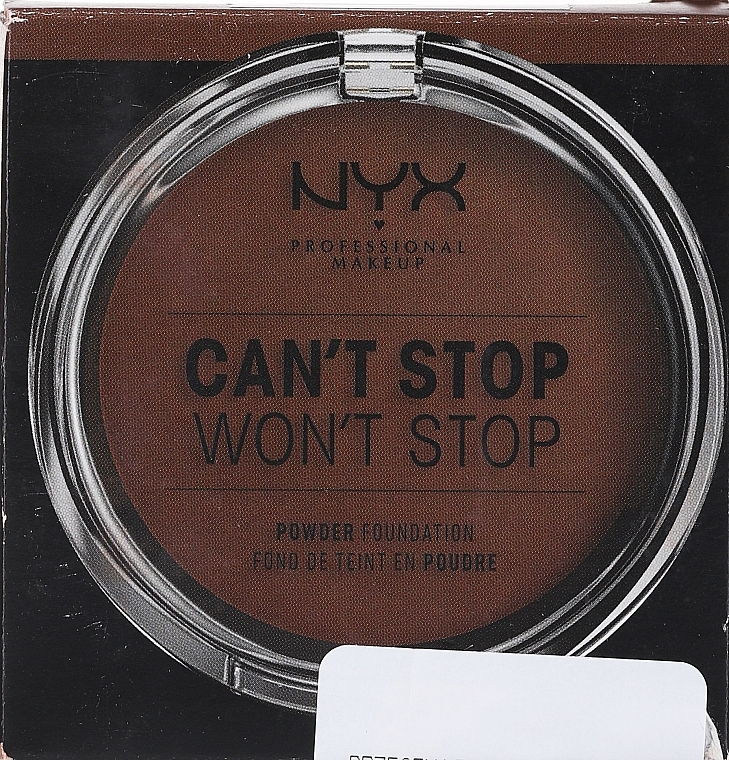 NYX
PROFESSIONAL
MAKEUP
CAN'T STOP
WON'T STOP
POWDER FOUNDATION
FOND DE TEINT EN POUDRE